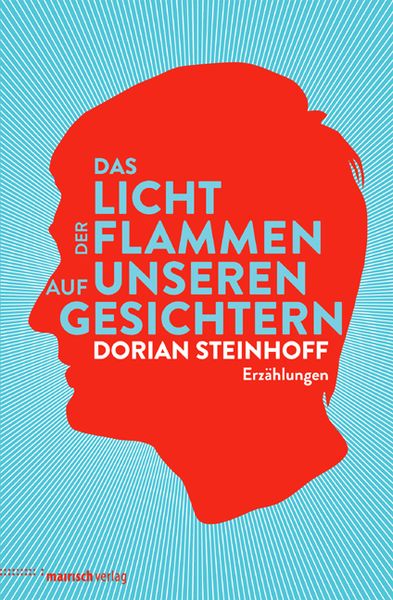 DAS
LICHT
DER FLAMMEN
AUF UNSEREN
GESICHTERN
DORIAN STEINHOFF
Erzählungen
mairisch verlag